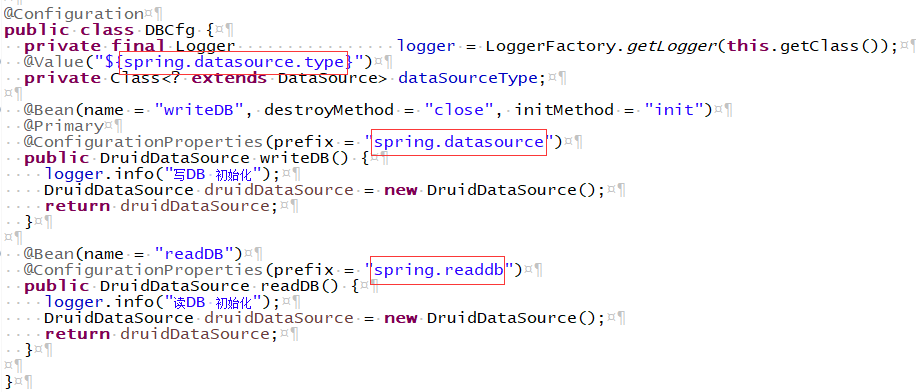 @Configuration
public class DBCfg {
private final Logger logger = LoggerFactory.getLogger(this.getClass());
@Value("${spring.datasource.type}")
private Class<? extends DataSource> dataSourceType;
@Bean(name = "writeDB", destroyMethod = "close", initMethod = "init")
@Primary
@ConfigurationProperties(prefix = "spring.datasource")
public DruidDataSource writeDB() {
logger.info("写DB 初始化");
DruidDataSource druidDataSource = new DruidDataSource();
return druidDataSource;
}
@Bean(name = "readDB")
@ConfigurationProperties(prefix = "spring.readdb")
public DruidDataSource readDB() {
logger.info("读DB 初始化");
DruidDataSource druidDataSource = new DruidDataSource();
return druidDataSource;
}
}